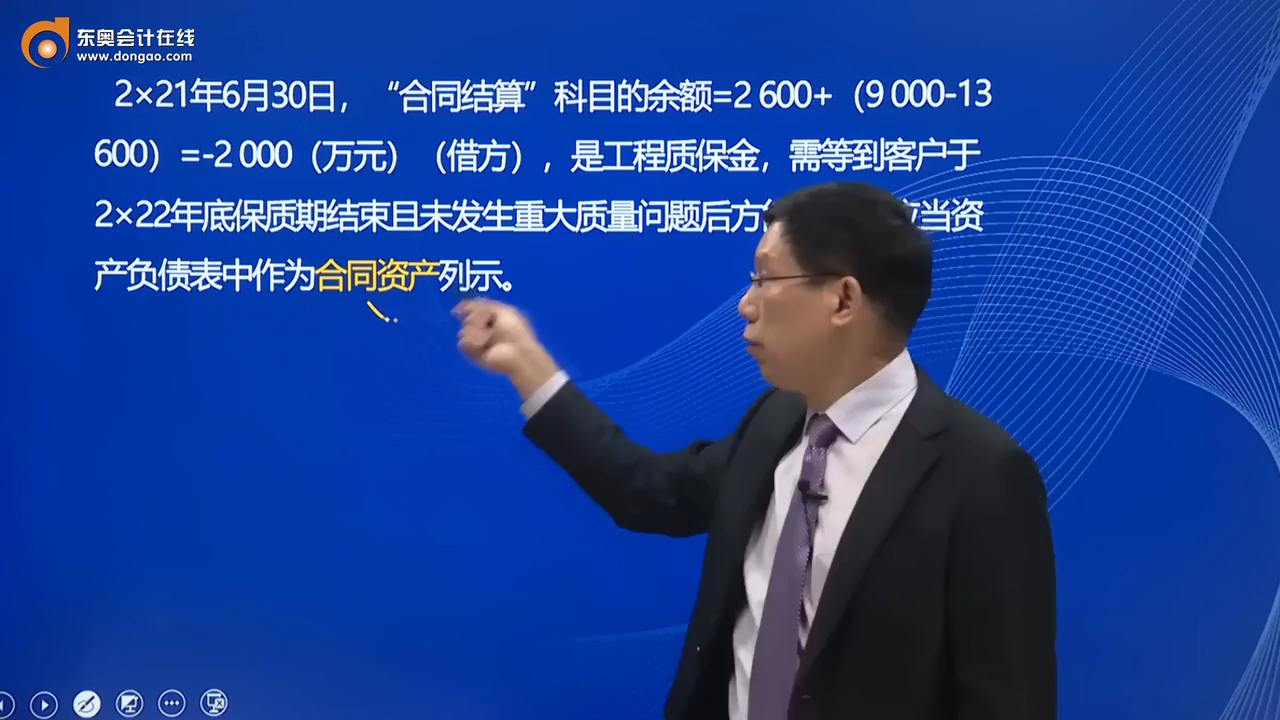 东奥会计在线
www.dongao.com
2×21年6月30日，“合同结算”科目的余额=2 600+（9 000-13
600）=-2 000（万元）（借方），是工程质保金，需等到客户于
2×22年底保质期结束且未发生重大质量问题后方 应当资
产负债表中作为合同资产列示。